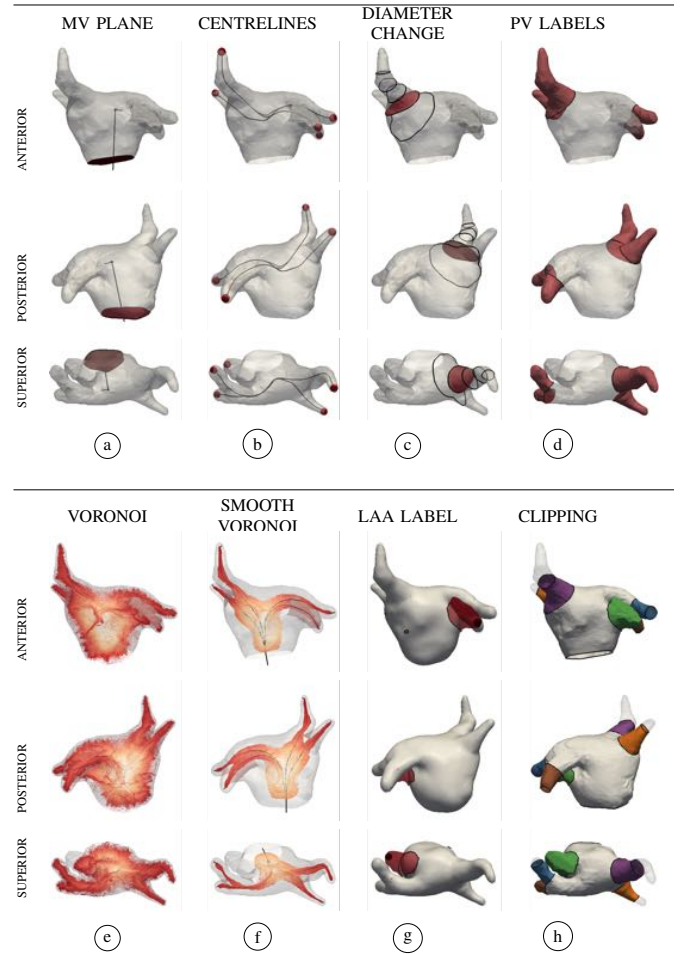 MV PLANE
CENTRELINES
DIAMETER
CHANGE
PV LABELS
ANTERIOR
POSTERIOR
SUPERIOR
a
b
c
d
VORONOI
SMOOTH
VORONOI
LAA LABEL
CLIPPING
ANTERIOR
POSTERIOR
SUPERIOR
e
f
g
h